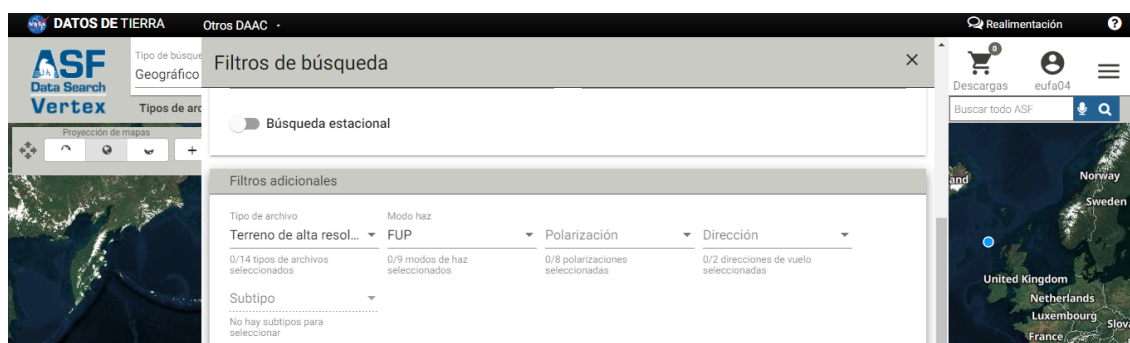 DATOS DE TIERRA
Otros DAAC
Realimentación
?
ASF
Data Search
Vertex
Tipo de búsque
Geográfico
Tipos de arc
Filtros de búsqueda
0
Descargas
eufa04
Buscar todo ASF
Proyección de mapas
Búsqueda estacional
Filtros adicionales
Tipo de archivo
Terreno de alta resol...
0/14 tipos de archivos
seleccionados
Modo haz
FUP
0/9 modos de haz
seleccionados
Polarización
0/8 polarizaciones
seleccionadas
Dirección
0/2 direcciones de vuelo
seleccionadas
Subtipo
No hay subtipos para
seleccionar
and
Norway
Sweden
United Kingdom
Netherlands
Luxembourg
Slova
France